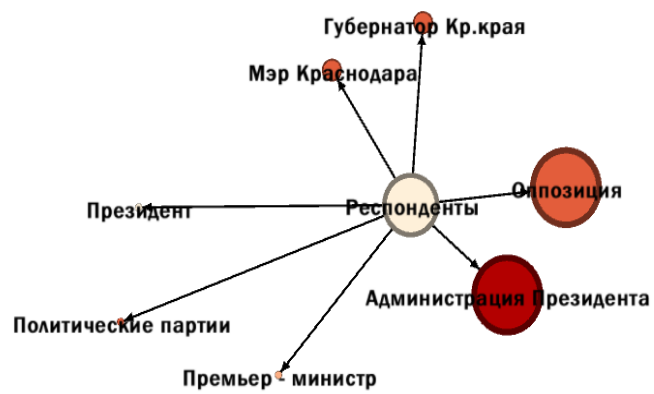 Губернатор Кр.края
Мэр Краснодара
Оппозиция
Президент
Респонденты
Администрация Президента
Политические партии
Премьер - министр